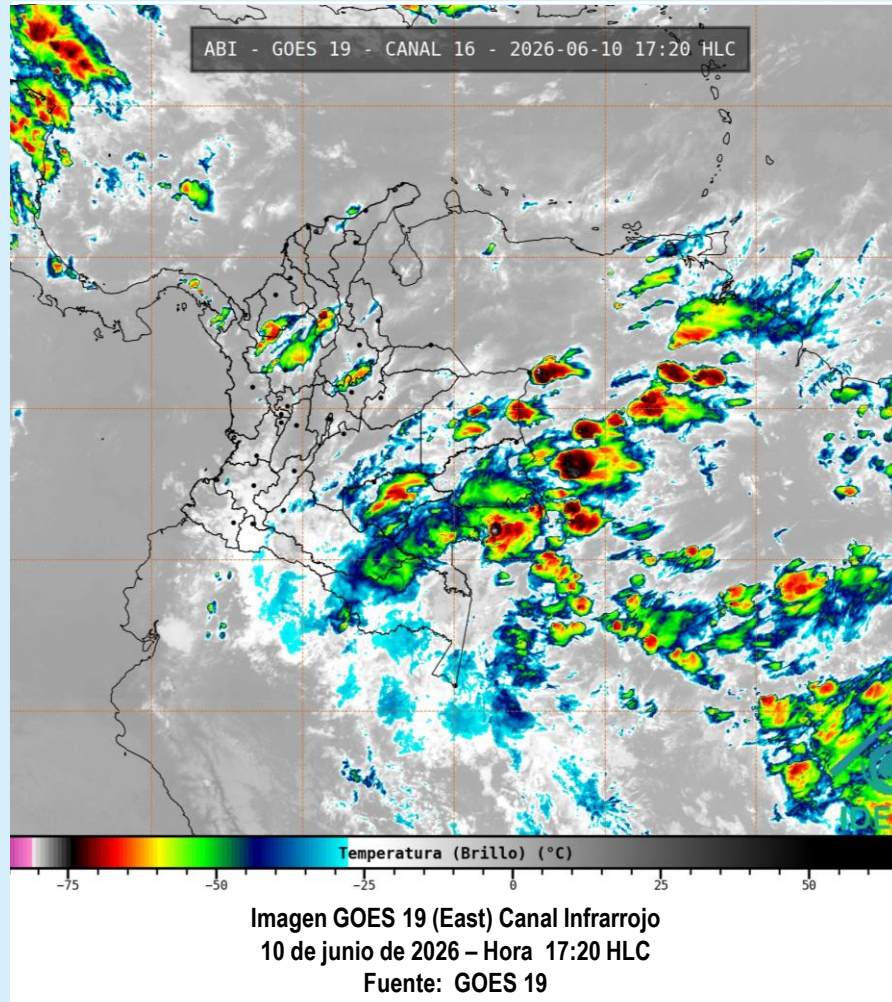 ABI - GOES 19 - CANAL 16 - 2026-06-10 17:20 HLC
Temperatura (Brillo) (°C)
−75 −50 −25 0 25 50
Imagen GOES 19 (East) Canal Infrarrojo
10 de junio de 2026 – Hora 17:20 HLC
Fuente: GOES 19